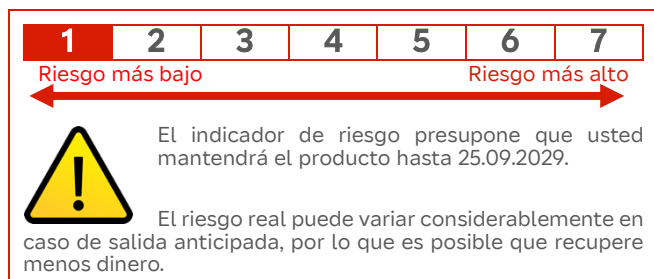 1 2 3 4 5 6 7
Riesgo más bajo Riesgo más alto
El indicador de riesgo presupone que usted
mantendrá el producto hasta 25.09.2029.
El riesgo real puede variar considerablemente en
caso de salida anticipada, por lo que es posible que recupere
menos dinero.